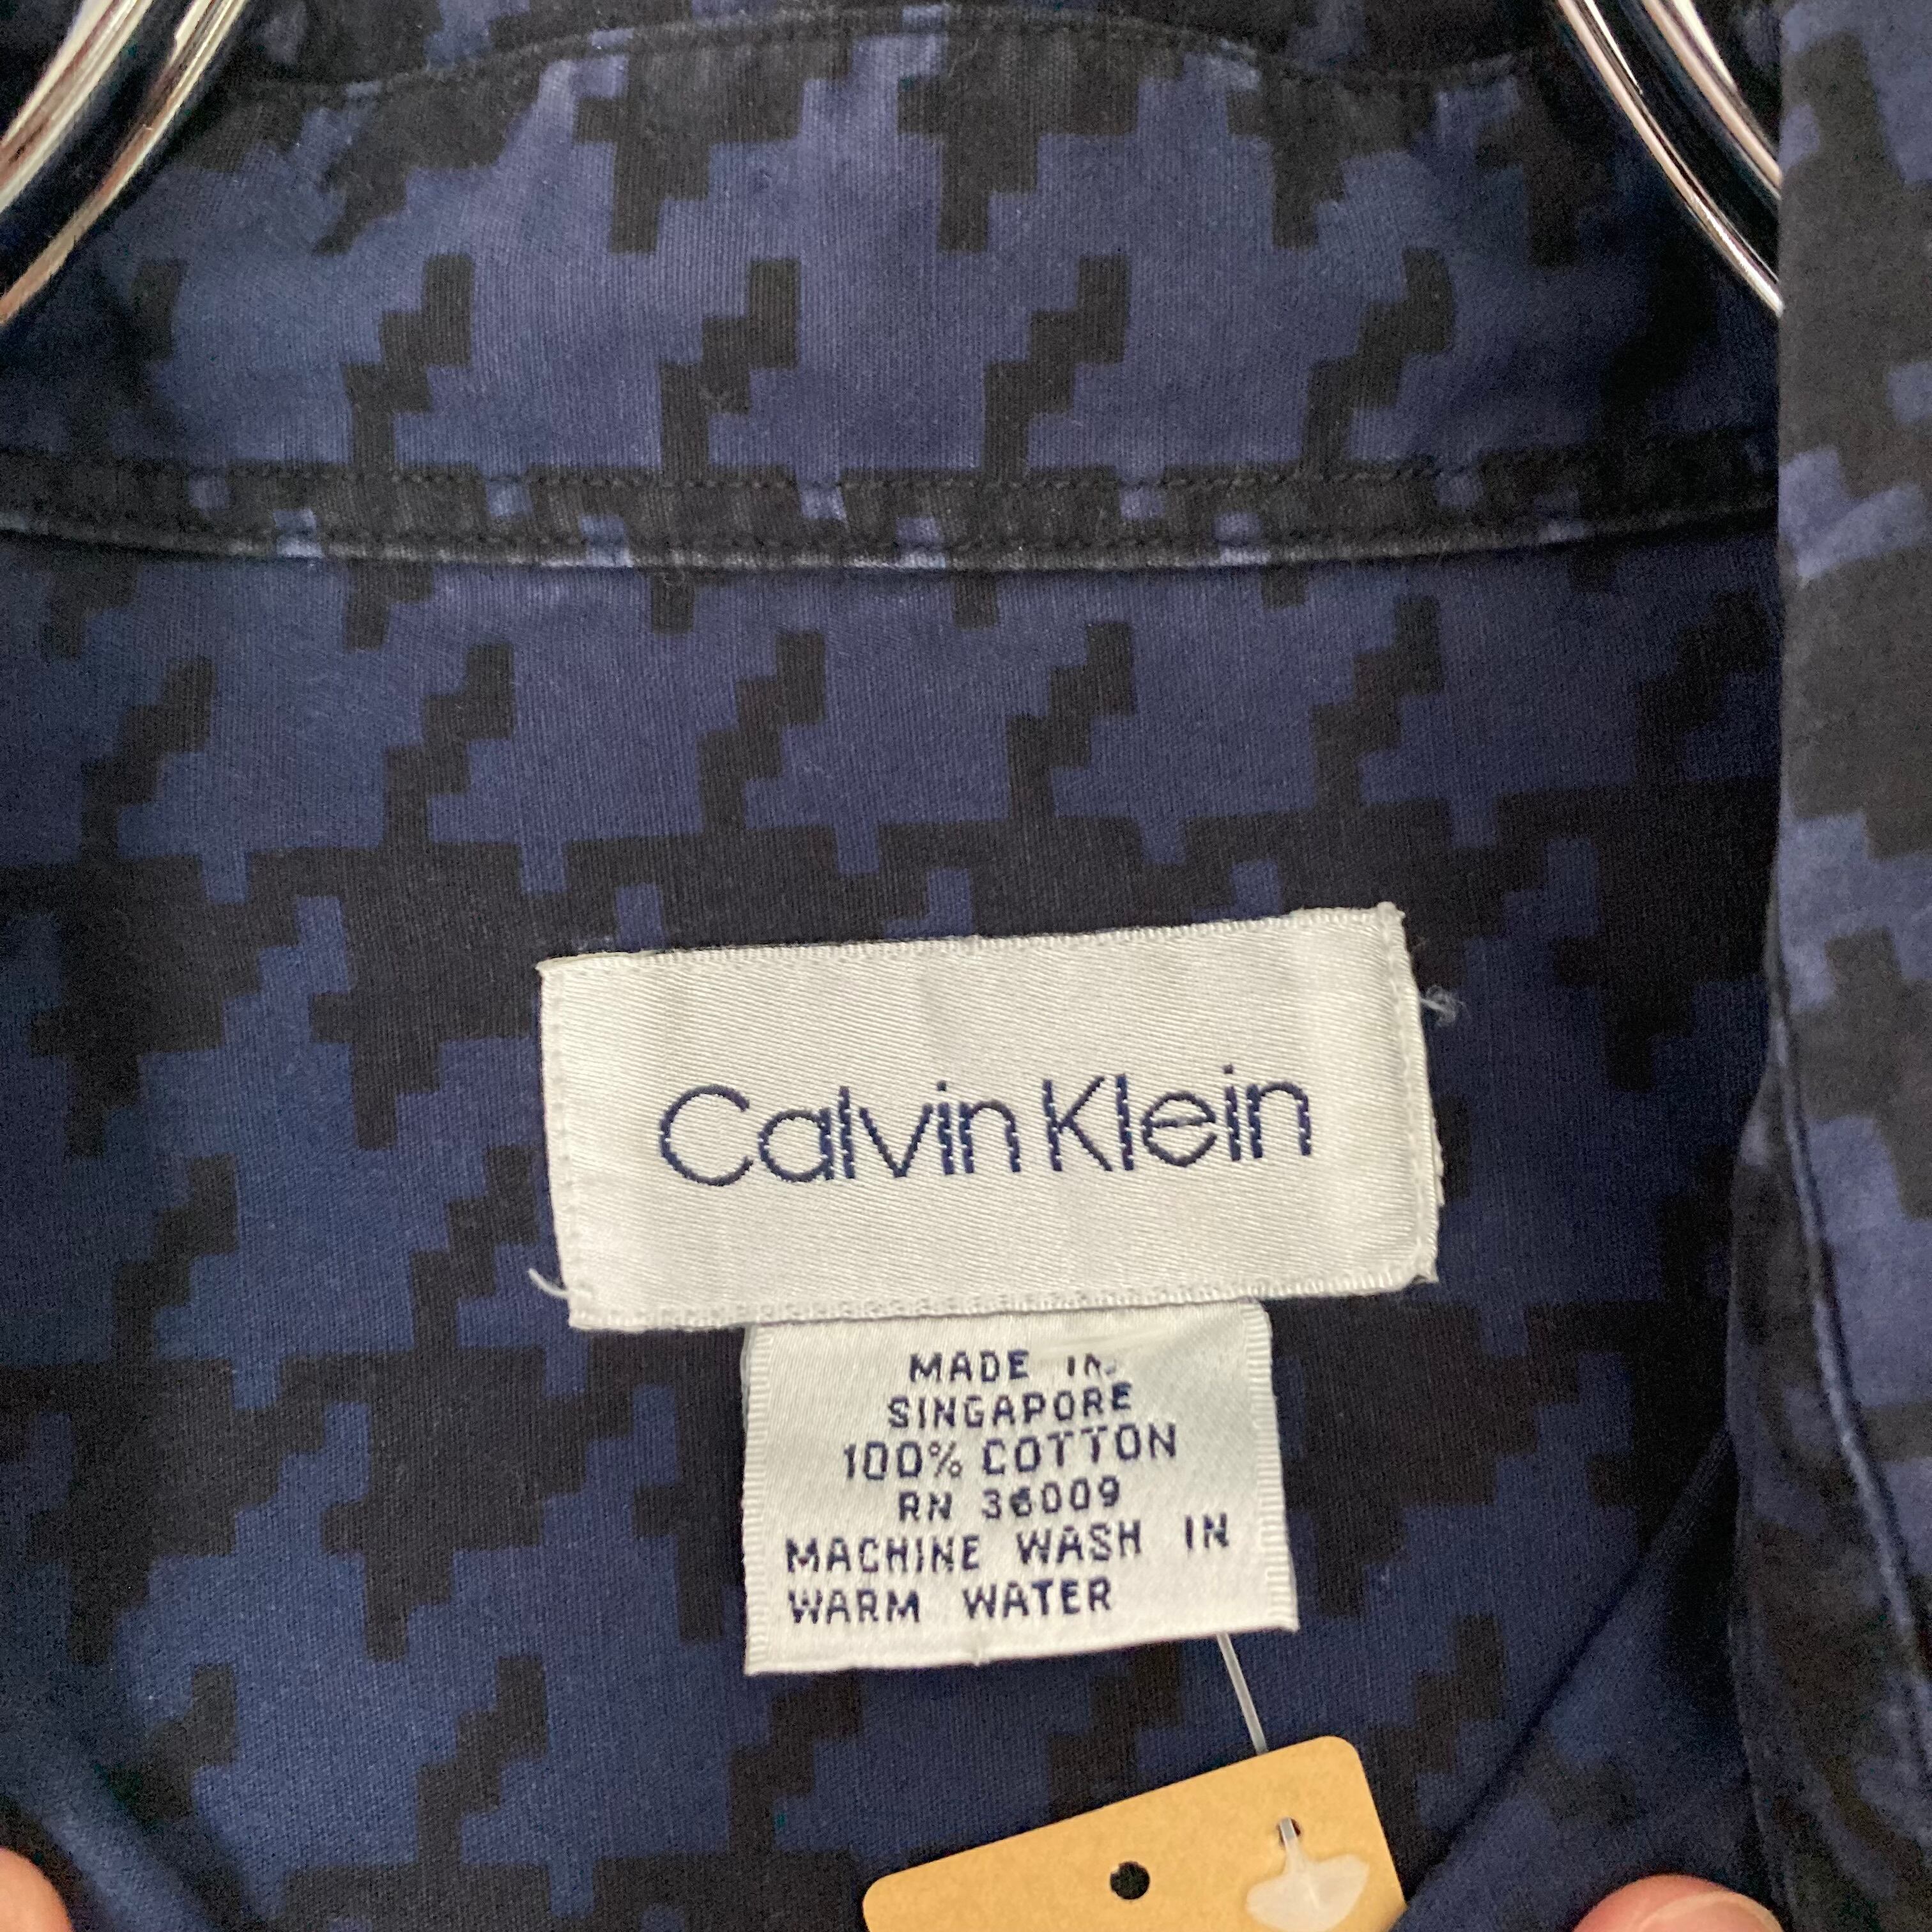 Calvin Klein
MADE IN
SINGAPORE
100% COTTON
RN 36009
MACHINE WASH IN
WARM WATER